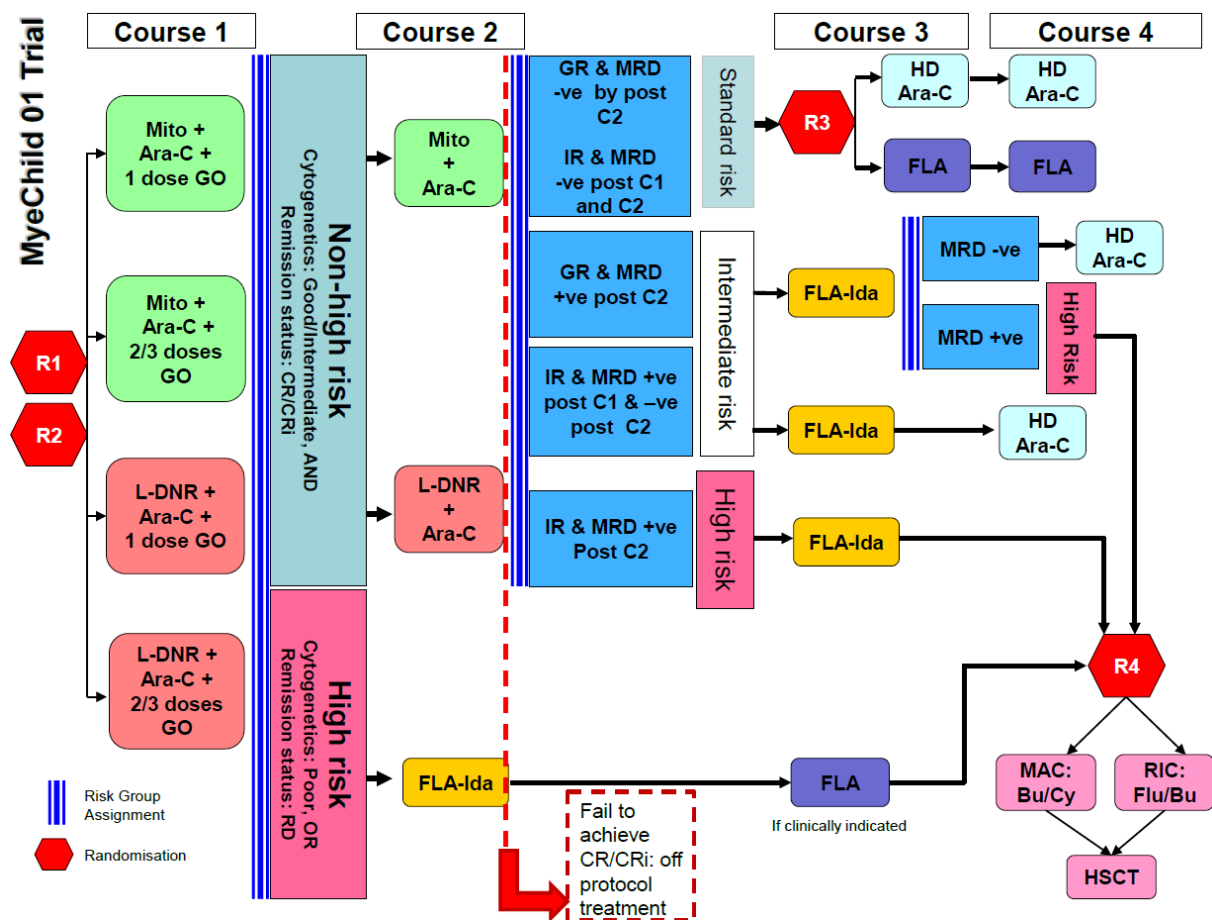 MyeChild 01 Trial
Course 1
Course 2
Course 3
Course 4
R1
R2
Mito +
Ara-C +
1 dose GO
Mito +
Ara-C +
2/3 doses
GO
L-DNR +
Ara-C +
1 dose GO
L-DNR +
Ara-C +
2/3 doses
GO
Non-high risk
Cytogenetics: Good/Intermediate, AND
Remission status: CR/CRi
High risk
Cytogenetics: Poor, OR
Remission status: RD
Mito
+
Ara-C
L-DNR
+
Ara-C
FLA-Ida
GR & MRD
-ve by post
C2
IR & MRD
-ve post C1
and C2
GR & MRD
+ve post C2
IR & MRD +ve
post C1 & –ve
post C2
IR & MRD +ve
Post C2
Standard risk
Intermediate risk
High risk
R3
HD
Ara-C
HD
Ara-C
FLA
FLA
FLA-Ida
MRD -ve
MRD +ve
HD
Ara-C
High Risk
FLA-Ida
HD
Ara-C
FLA-Ida
FLA
If clinically indicated
R4
MAC:
Bu/Cy
RIC:
Flu/Bu
HSCT
Fail to
achieve
CR/CRi: off
protocol
treatment
Risk Group
Assignment
Randomisation